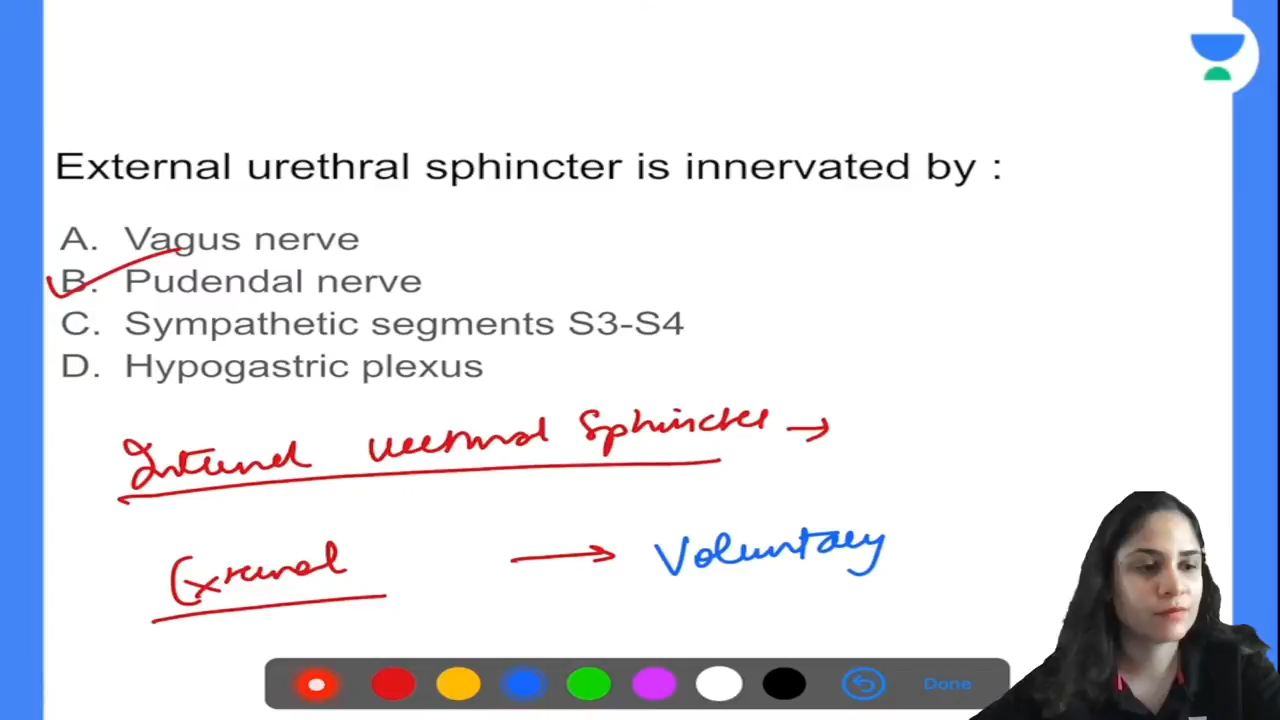 External urethral sphincter is innervated by :
A. Vagus nerve
B. Pudendal nerve
C. Sympathetic segments S3-S4
D. Hypogastric plexus
Internal urethral Sphincter →
External → Voluntary
Done